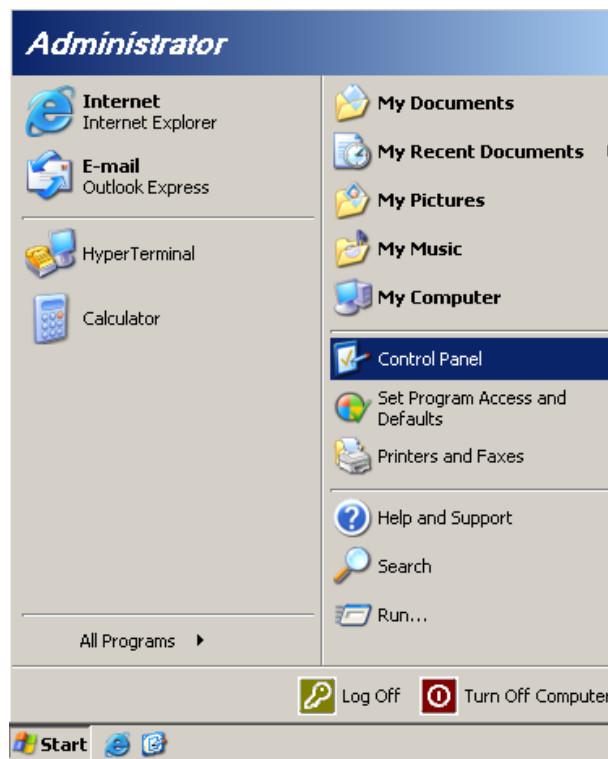 Administrator
Internet
Internet Explorer
E-mail
Outlook Express
HyperTerminal
Calculator
All Programs
My Documents
My Recent Documents
My Pictures
My Music
My Computer
Control Panel
Set Program Access and
Defaults
Printers and Faxes
Help and Support
Search
Run...
Log Off
Turn Off Computer
Start